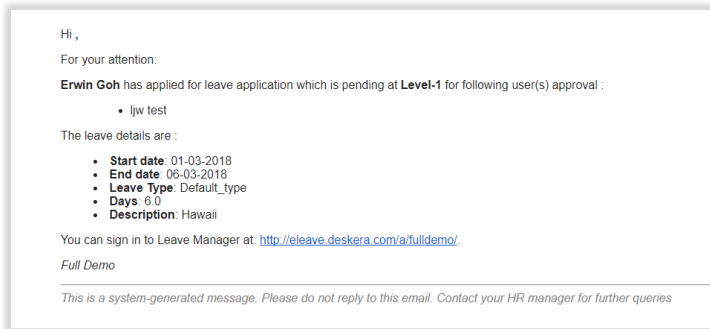 Hi ,
For your attention:
Erwin Goh has applied for leave application which is pending at Level-1 for following user(s) approval :
• ljw test
The leave details are :
• Start date: 01-03-2018
• End date: 06-03-2018
• Leave Type: Default_type
• Days: 6.0
• Description: Hawaii
You can sign in to Leave Manager at: http://eleave.deskera.com/a/fulldemo/.
Full Demo
This is a system-generated message. Please do not reply to this email. Contact your HR manager for further queries